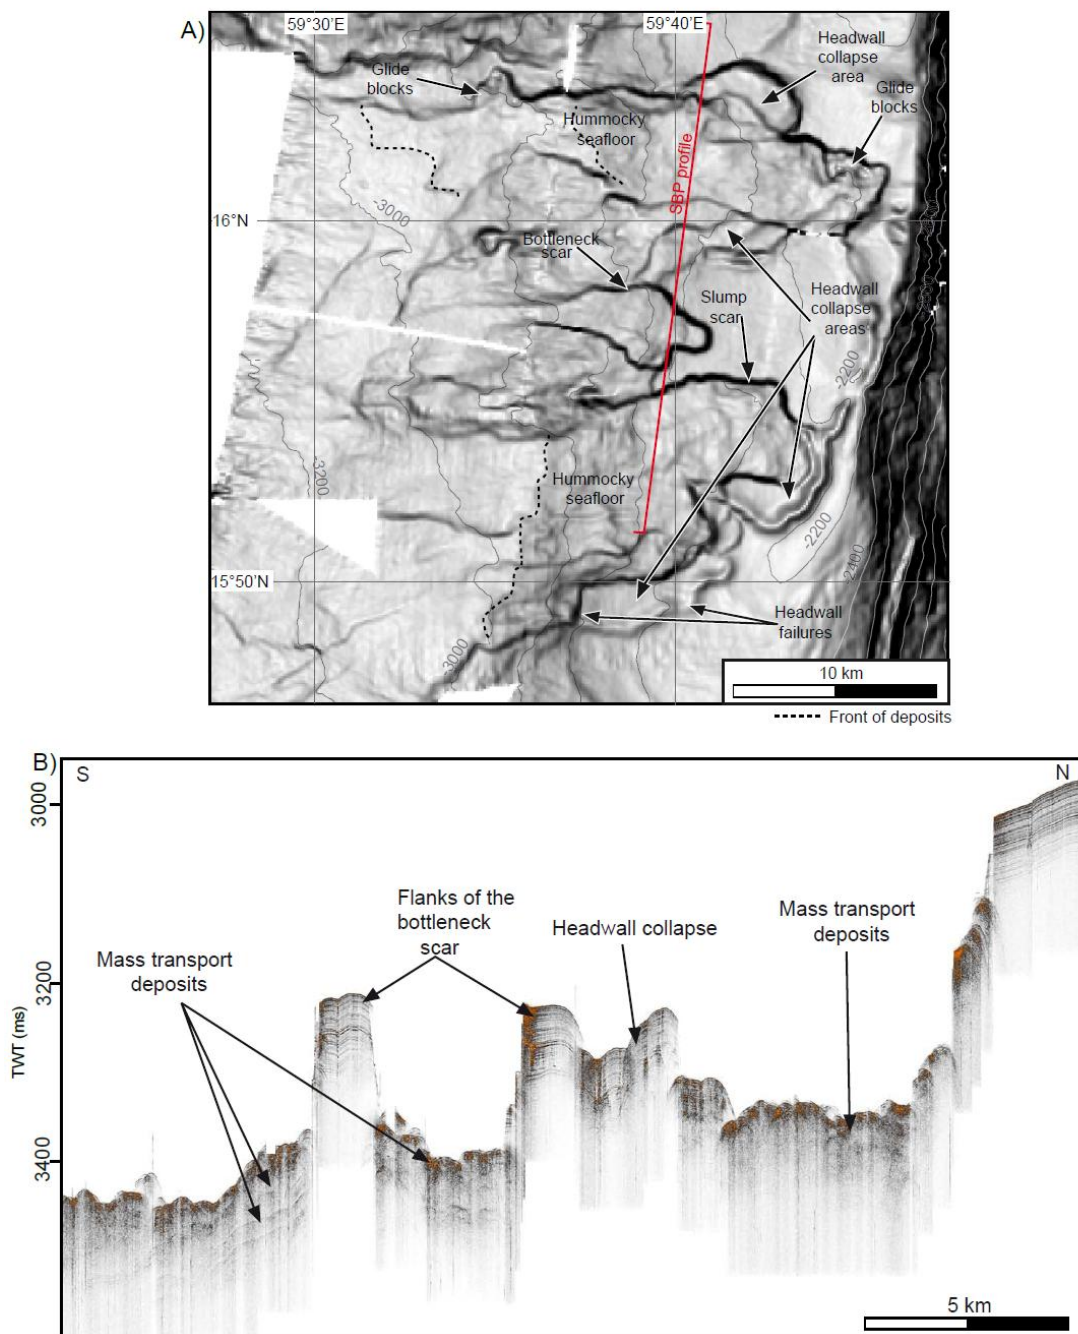 A)
59°30'E
59°40'E
Headwall
collapse
area
Glide
blocks
Glide
blocks
Hummocky
seafloor
SBP profile
-3000
16°N
Bottleneck
scar
Slump
scar
Headwall
collapse
areas
-2200
Hummocky
seafloor
-3200
-2200
-2400
15°50'N
Headwall
failures
-3000
10 km
Front of deposits
B)
S
N
3000
Flanks of the
bottleneck
scar
Headwall collapse
Mass transport
deposits
Mass transport
deposits
3200
TWT (ms)
3400
5 km